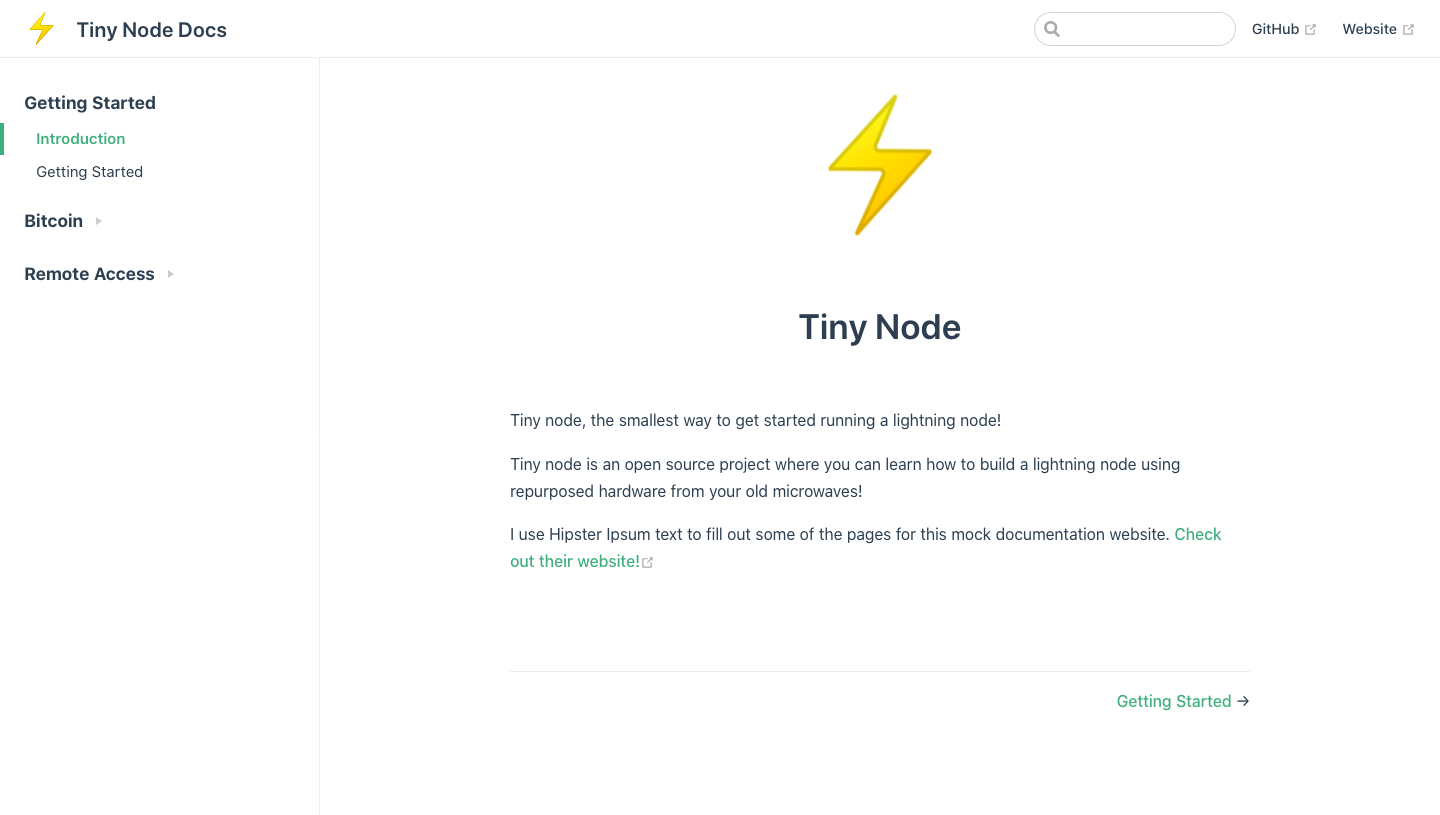 Tiny Node Docs
GitHub
Website
Getting Started
Introduction
Getting Started
Bitcoin
Remote Access
Tiny Node
Tiny node, the smallest way to get started running a lightning node!
Tiny node is an open source project where you can learn how to build a lightning node using
repurposed hardware from your old microwaves!
I use Hipster Ipsum text to fill out some of the pages for this mock documentation website. Check
out their website!
Getting Started →